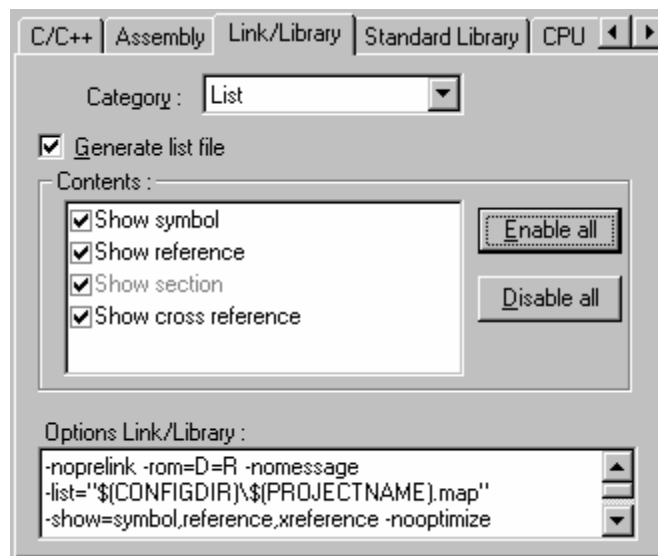 C/C++ Assembly Link/Library Standard Library CPU
Category : List
Generate list file
Contents :
Show symbol
Enable all
Show reference
Show section
Disable all
Show cross reference
Options Link/Library :
-noprelink -rom=D=R -nomessage
-list="$(CONFIGDIR)\$(PROJECTNAME).map"
-show=symbol,reference,xreference -nooptimize